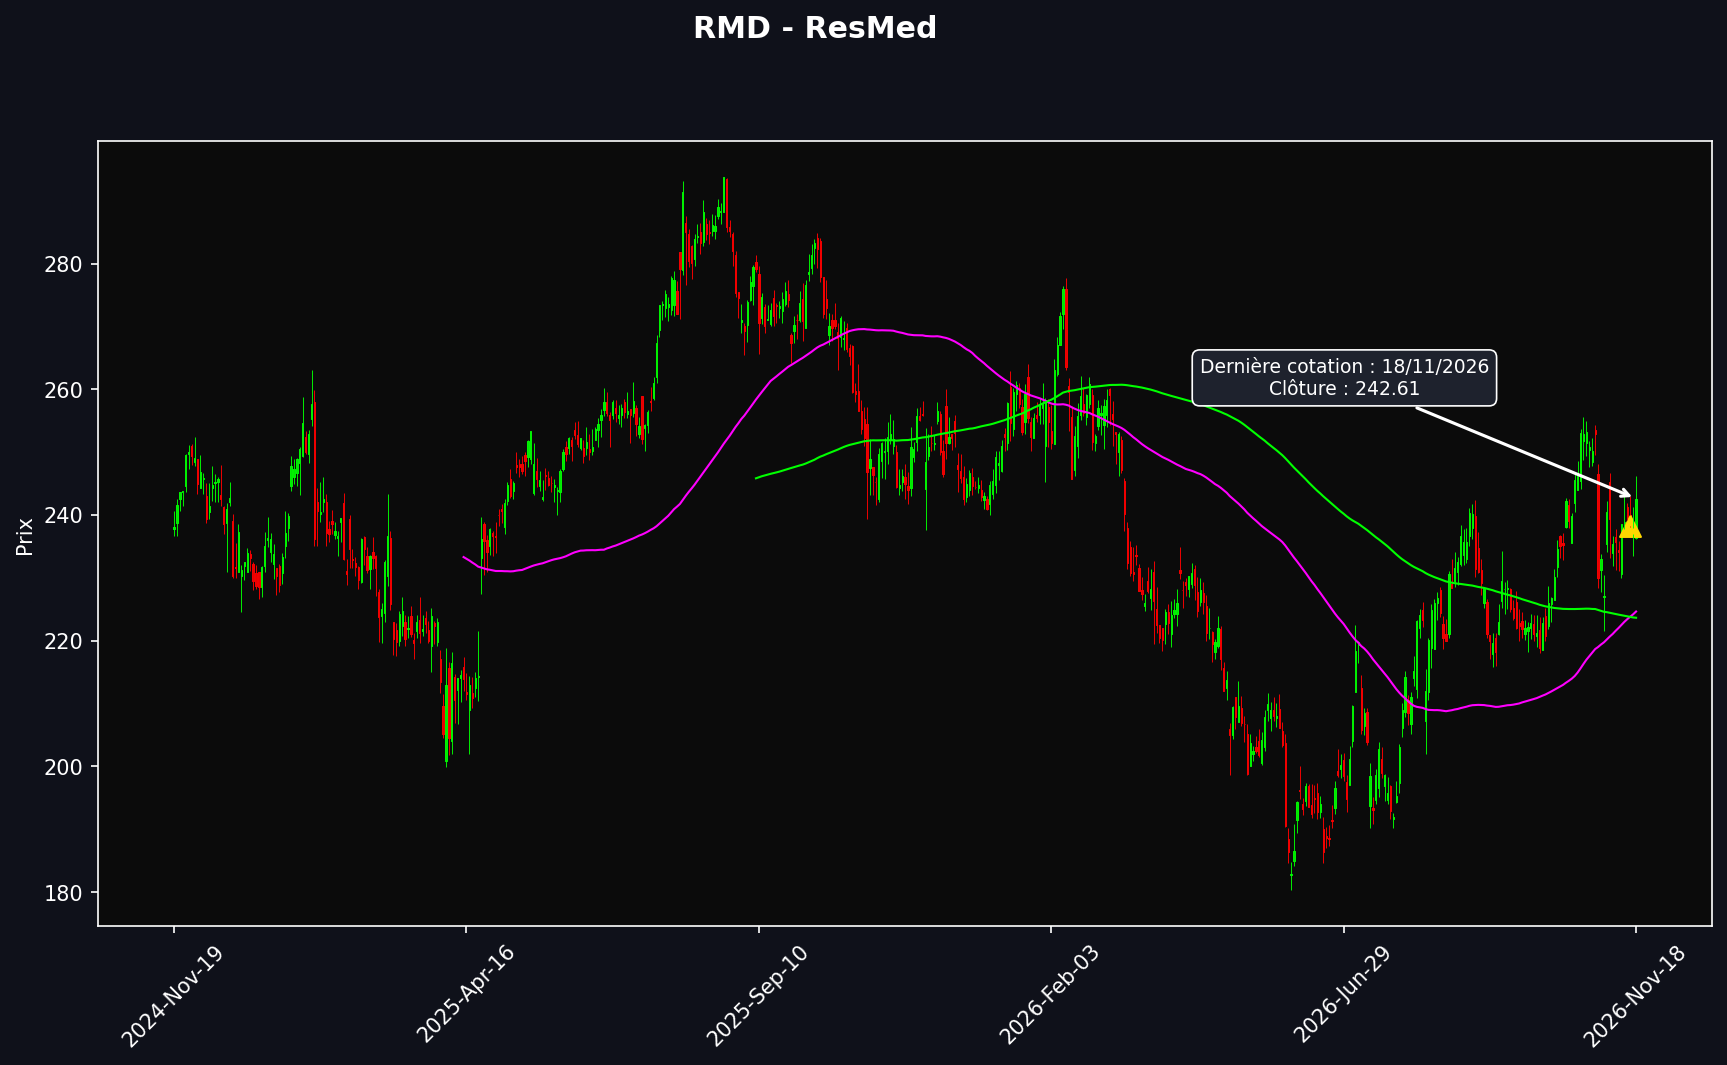 RMD - ResMed
Prix
280
260
240
220
200
180
Dernière cotation : 18/11/2026
Clôture : 242.61
2024-Nov-19
2025-Apr-16
2025-Sep-10
2026-Feb-03
2026-Jun-29
2026-Nov-18